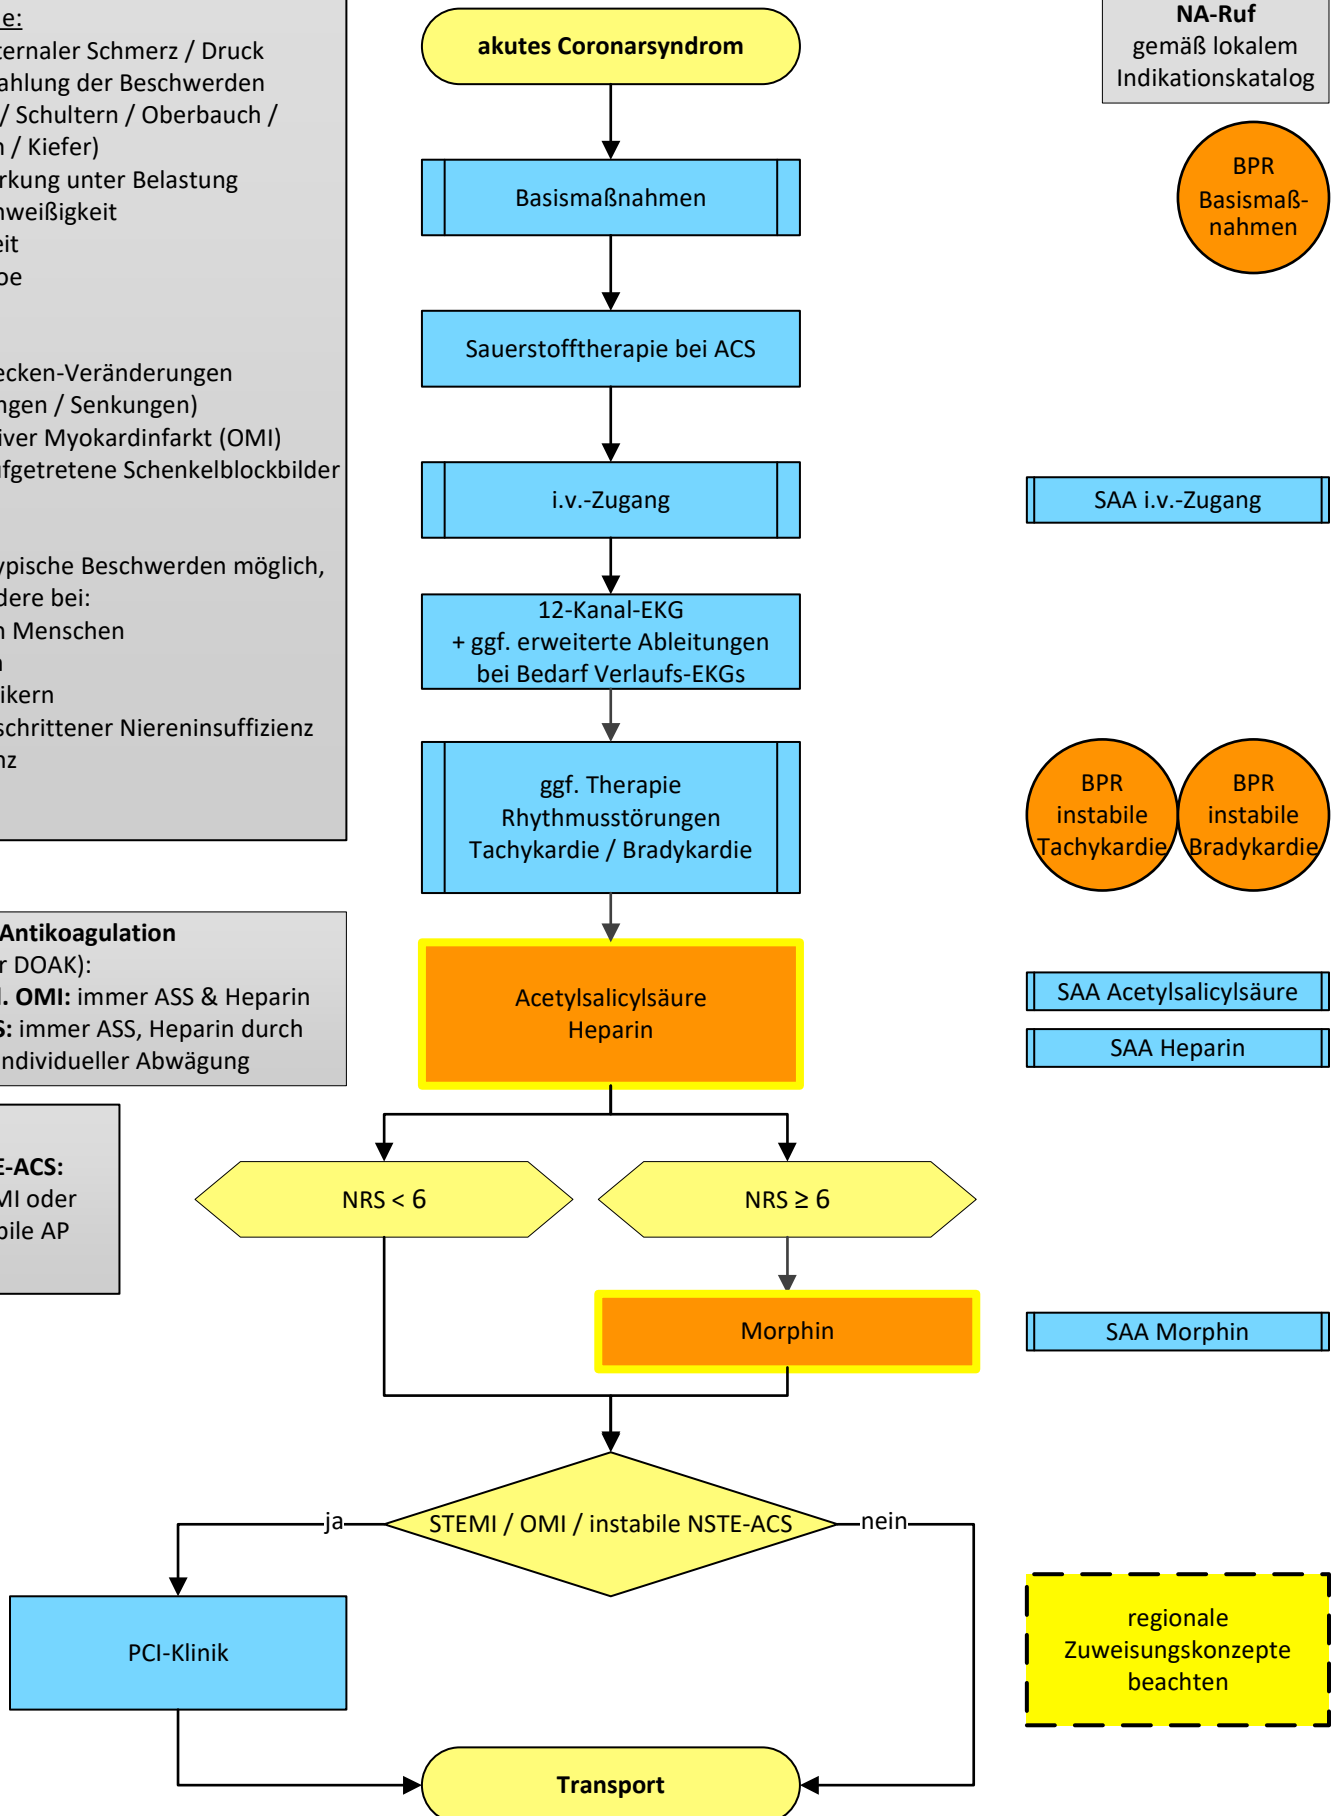 e:
ternaler Schmerz / Druck
ahlung der Beschwerden
/ Schultern / Oberbauch /
n / Kiefer)
rkung unter Belastung
hweißigkeit
eit
oe
ecken-Veränderungen
ngen / Senkungen)
iver Myokardinfarkt (OMI)
ufgetretene Schenkelblockbilder
ypische Beschwerden möglich,
dere bei:
n Menschen
n
ikern
schrittener Niereninsuffizienz
nz
Antikoagulation
r DOAK):
l. OMI: immer ASS & Heparin
S: immer ASS, Heparin durch
individueller Abwägung
E-ACS:
MI oder
bile AP
akutes Coronarsyndrom
Basismaßnahmen
Sauerstofftherapie bei ACS
i.v.-Zugang
12-Kanal-EKG
+ ggf. erweiterte Ableitungen
bei Bedarf Verlaufs-EKGs
ggf. Therapie
Rhythmusstörungen
Tachykardie / Bradykardie
Acetylsalicylsäure
Heparin
NRS < 6
NRS ≥ 6
Morphin
STEMI / OMI / instabile NSTE-ACS
ja
nein
PCI-Klinik
Transport
NA-Ruf
gemäß lokalem
Indikationskatalog
BPR
Basismaß-
nahmen
SAA i.v.-Zugang
BPR
instabile
Tachykardie
BPR
instabile
Bradykardie
SAA Acetylsalicylsäure
SAA Heparin
SAA Morphin
regionale
Zuweisungskonzepte
beachten